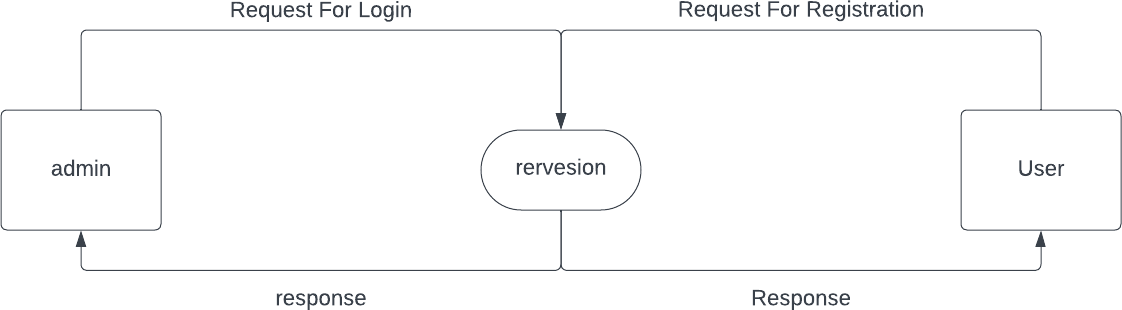 Request For Login
Request For Registration
admin
rervesion
User
response
Response